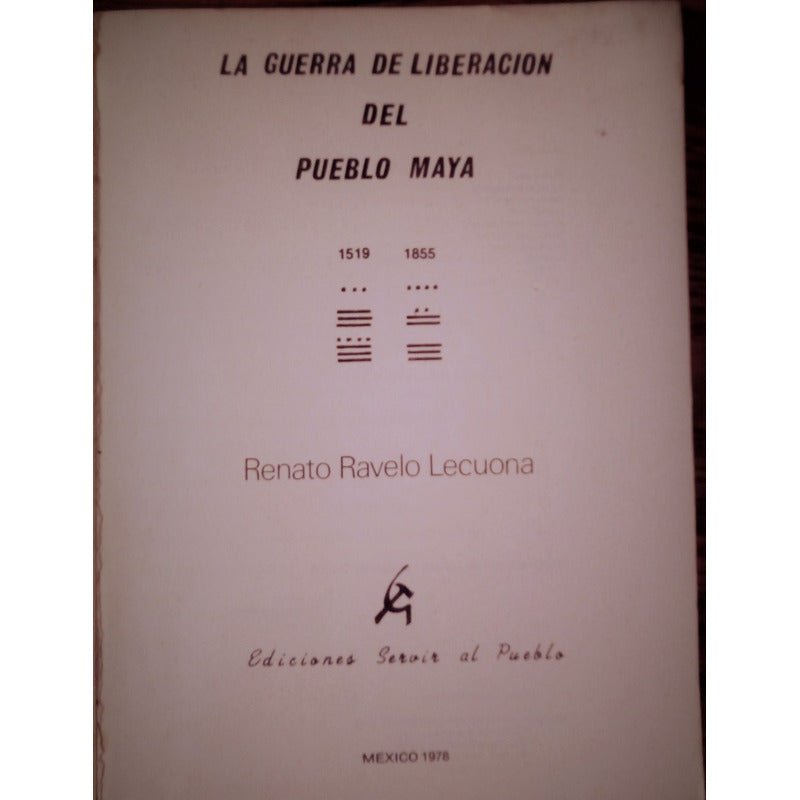 LA GUERRA DE LIBERACION
DEL
PUEBLO MAYA
1519 1855
Renato Ravelo Lecuona
Ediciones Servir al Pueblo
MEXICO 1978